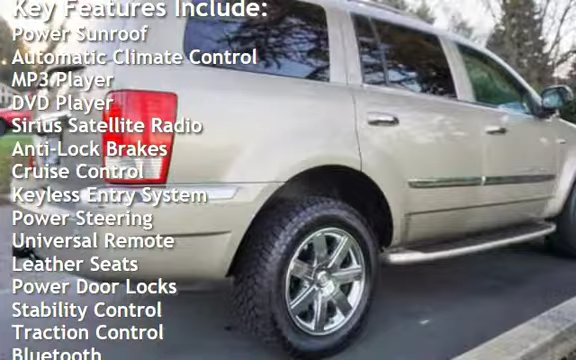 Key Features Include:
Power Sunroof
Automatic Climate Control
MP3 Player
DVD Player
Sirius Satellite Radio
Anti-Lock Brakes
Cruise Control
Keyless Entry System
Power Steering
Universal Remote
Leather Seats
Power Door Locks
Stability Control
Traction Control
Bluetooth